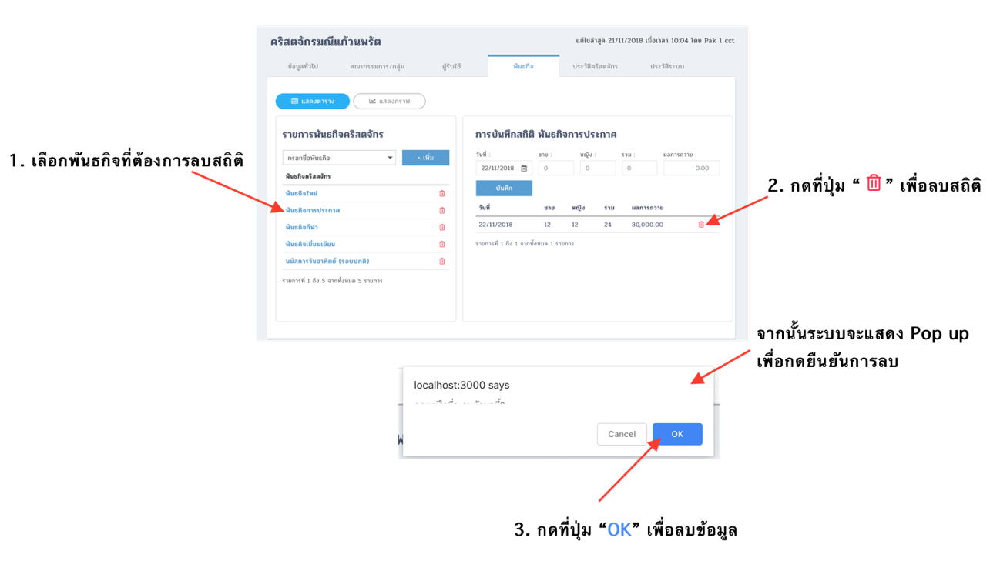 คริสตจักรมณีแก้วนพรัต
แก้ไขล่าสุด 21/11/2018 เมื่อเวลา 10:04 โดย Pak 1 cct
ข้อมูลทั่วไป คณะกรรมการ/กลุ่ม ผู้รับใช้ พันธกิจ ประวัติคริสตจักร ประวัติระบบ
แสดงตาราง แสดงกราฟ
รายการพันธกิจคริสตจักร
กรอกชื่อพันธกิจ + เพิ่ม
พันธกิจคริสตจักร
พันธกิจใหม่
พันธกิจการประกาศ
พันธกิจกีฬา
พันธกิจเยี่ยมเยียน
นมัสการวันอาทิตย์ (รอบปกติ)
รายการที่ 1 ถึง 5 จากทั้งหมด 5 รายการ
การบันทึกสถิติ พันธกิจการประกาศ
วันที่ : ชาย : หญิง : รวม : ผลการถวาย :
22/11/2018 0 0 0 0.00
บันทึก
วันที่ ชาย หญิง รวม ผลการถวาย
22/11/2018 12 12 24 30,000.00
รายการที่ 1 ถึง 1 จากทั้งหมด 1 รายการ
1. เลือกพันธกิจที่ต้องการลบสถิติ
2. กดที่ปุ่ม “ ” เพื่อลบสถิติ
จากนั้นระบบจะแสดง Pop up
เพื่อกดยืนยันการลบ
localhost:3000 says
Cancel OK
3. กดที่ปุ่ม “OK” เพื่อลบข้อมูล